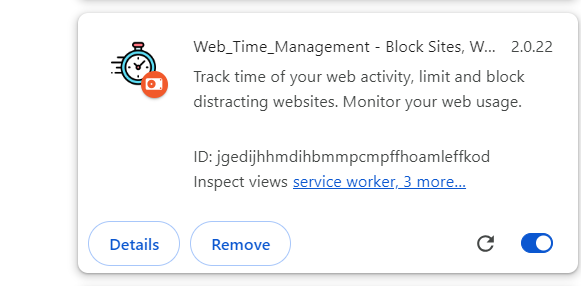 Web_Time_Management - Block Sites, W... 2.0.22
Track time of your web activity, limit and block
distracting websites. Monitor your web usage.
ID: jgedijhhmdihbmmpcmpffhoamleffkod
Inspect views service worker, 3 more...
Details Remove